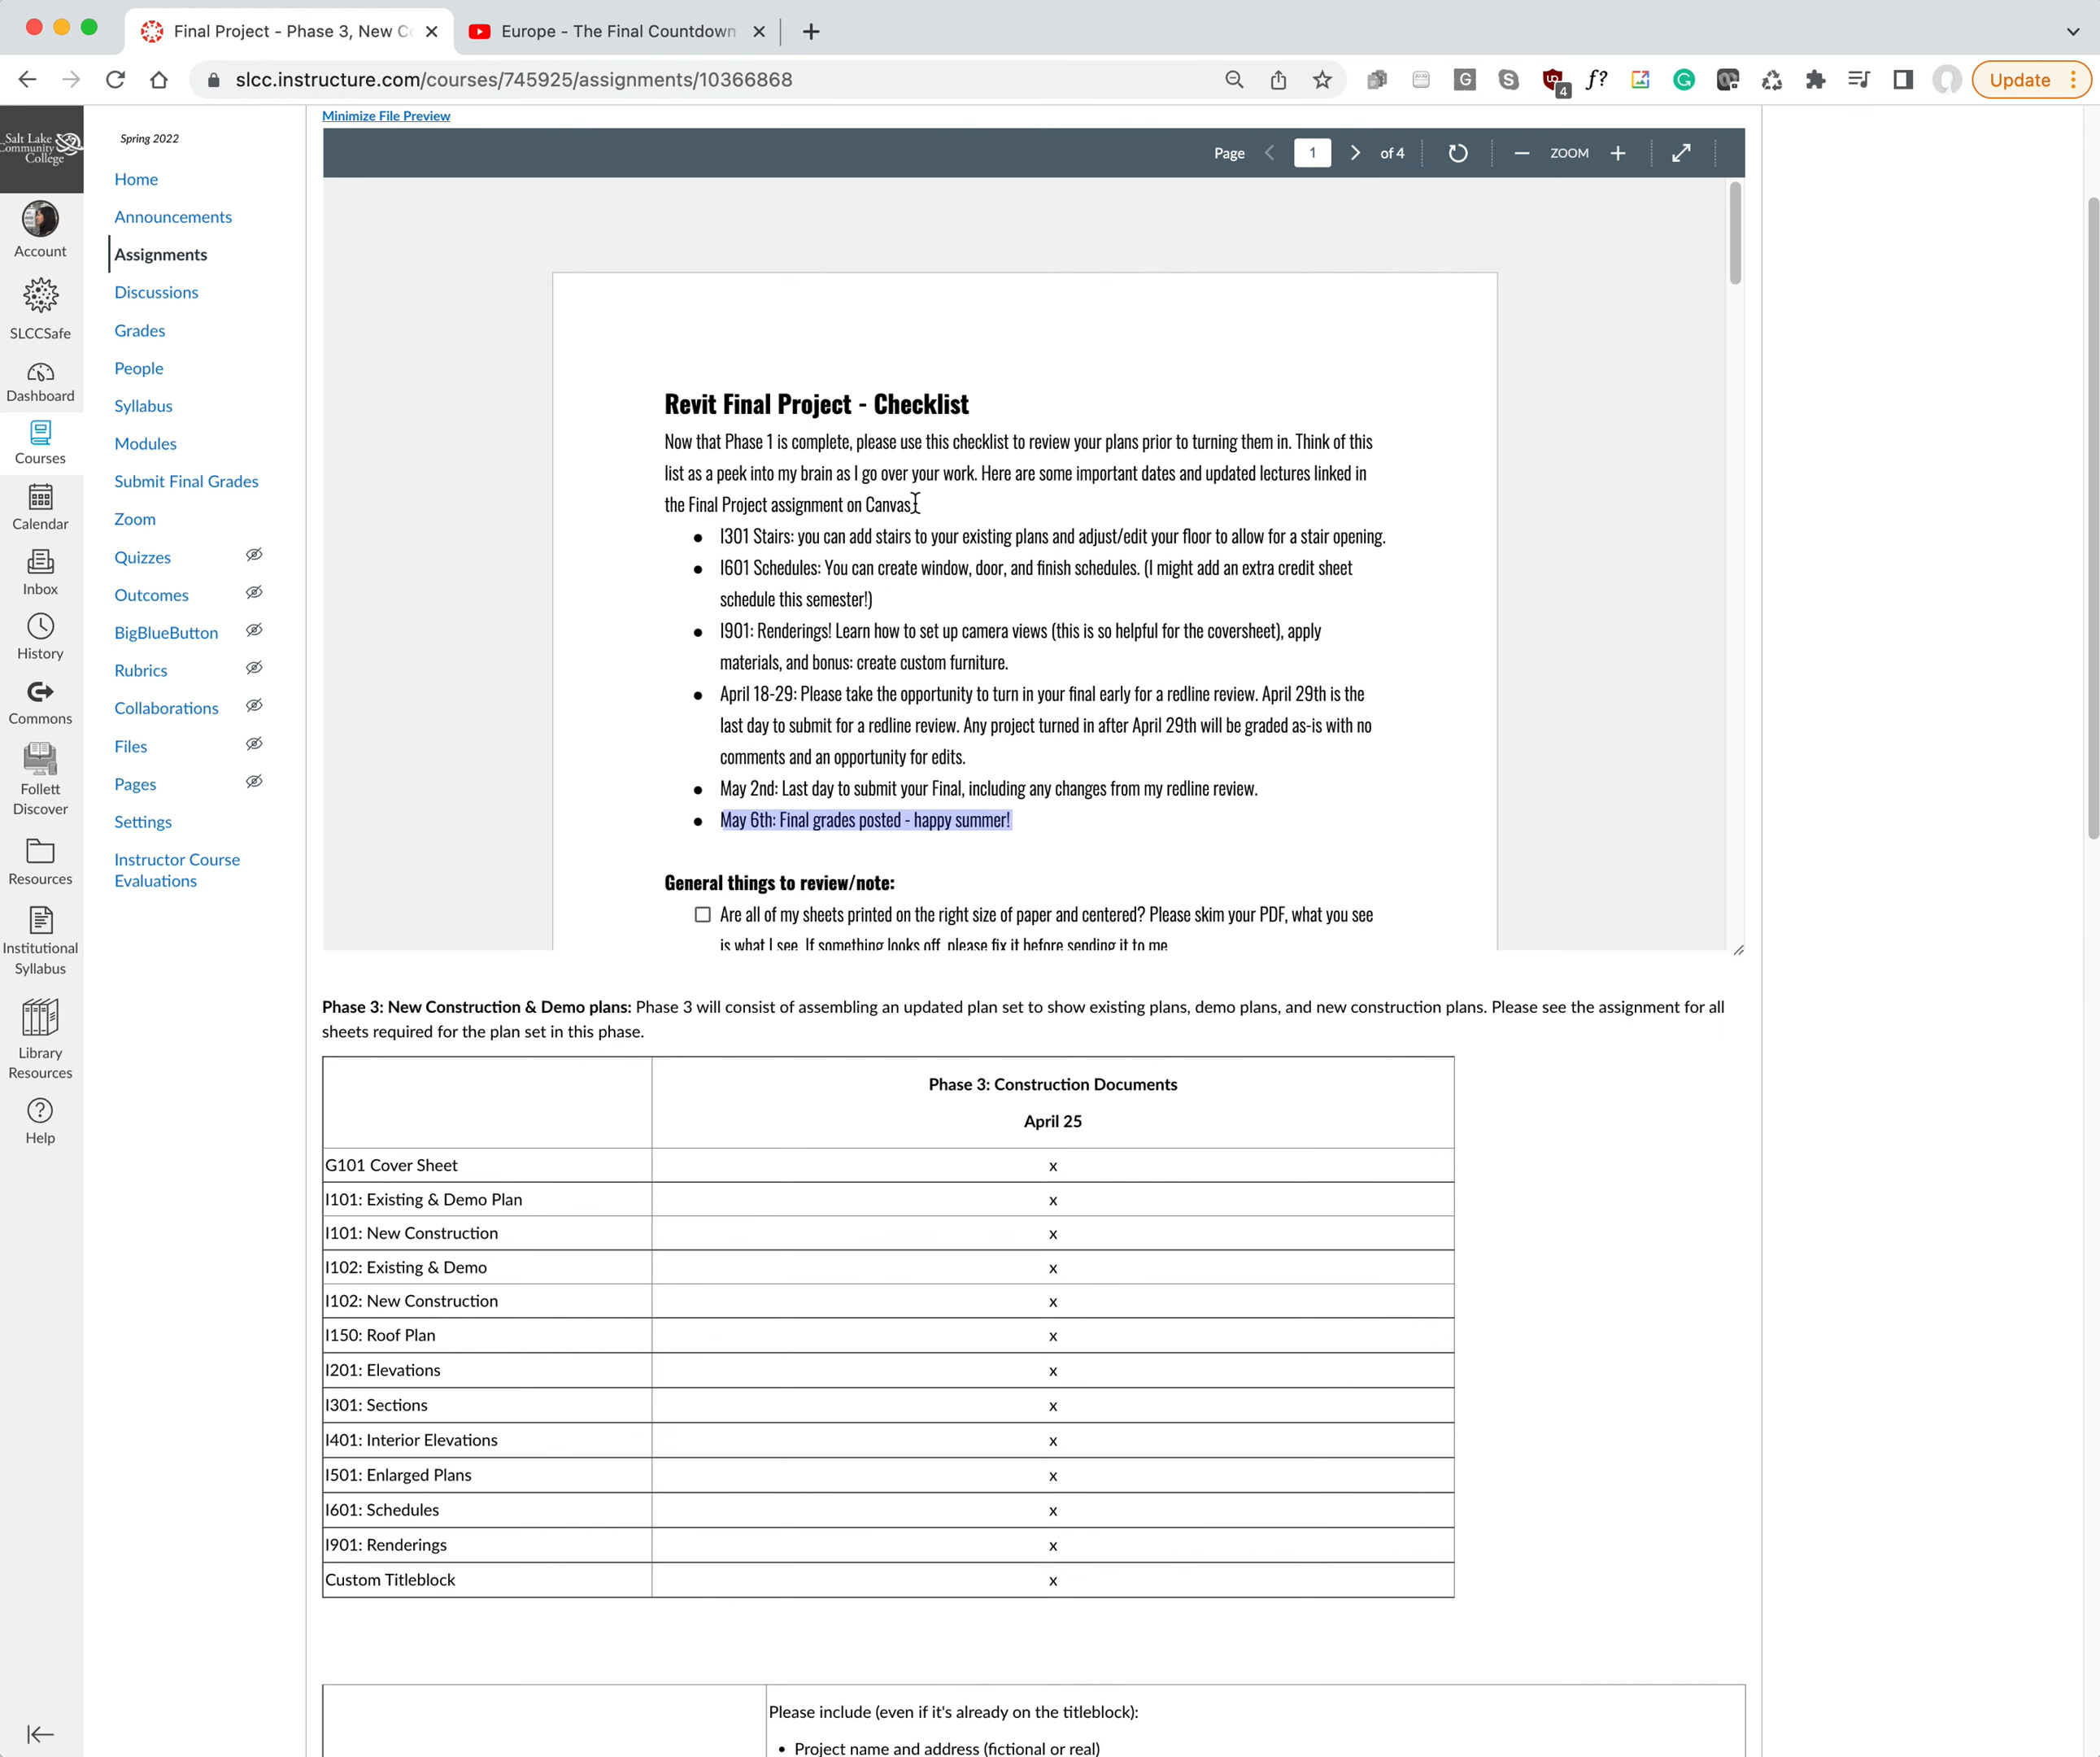 Final Project - Phase 3, New Co
Europe - The Final Countdown
slcc.instructure.com/courses/745925/assignments/10366868
4
Update
Salt Lake
Community
College
Account
SLCCSafe
Dashboard
Courses
Calendar
Inbox
History
Commons
Follett
Discover
Resources
Institutional
Syllabus
Library
Resources
Help
Spring 2022
Home
Announcements
Assignments
Discussions
Grades
People
Syllabus
Modules
Submit Final Grades
Zoom
Quizzes
Outcomes
BigBlueButton
Rubrics
Collaborations
Files
Pages
Settings
Instructor Course
Evaluations
Minimize File Preview
Page 1 of 4 ZOOM
Revit Final Project - Checklist
Now that Phase 1 is complete, please use this checklist to review your plans prior to turning them in. Think of this
list as a peek into my brain as I go over your work. Here are some important dates and updated lectures linked in
the Final Project assignment on Canvas:
● I301 Stairs: you can add stairs to your existing plans and adjust/edit your floor to allow for a stair opening.
● I601 Schedules: You can create window, door, and finish schedules. (I might add an extra credit sheet
schedule this semester!)
● I901: Renderings! Learn how to set up camera views (this is so helpful for the coversheet), apply
materials, and bonus: create custom furniture.
● April 18-29: Please take the opportunity to turn in your final early for a redline review. April 29th is the
last day to submit for a redline review. Any project turned in after April 29th will be graded as-is with no
comments and an opportunity for edits.
● May 2nd: Last day to submit your Final, including any changes from my redline review.
● May 6th: Final grades posted - happy summer!
General things to review/note:
Are all of my sheets printed on the right size of paper and centered? Please skim your PDF, what you see
is what I see. If something looks off, please fix it before sending it to me
Phase 3: New Construction & Demo plans: Phase 3 will consist of assembling an updated plan set to show existing plans, demo plans, and new construction plans. Please see the assignment for all
sheets required for the plan set in this phase.
Phase 3: Construction Documents
April 25
G101 Cover Sheet x
I101: Existing & Demo Plan x
I101: New Construction x
I102: Existing & Demo x
I102: New Construction x
I150: Roof Plan x
I201: Elevations x
I301: Sections x
I401: Interior Elevations x
I501: Enlarged Plans x
I601: Schedules x
I901: Renderings x
Custom Titleblock x
Please include (even if it's already on the titleblock):
• Project name and address (fictional or real)